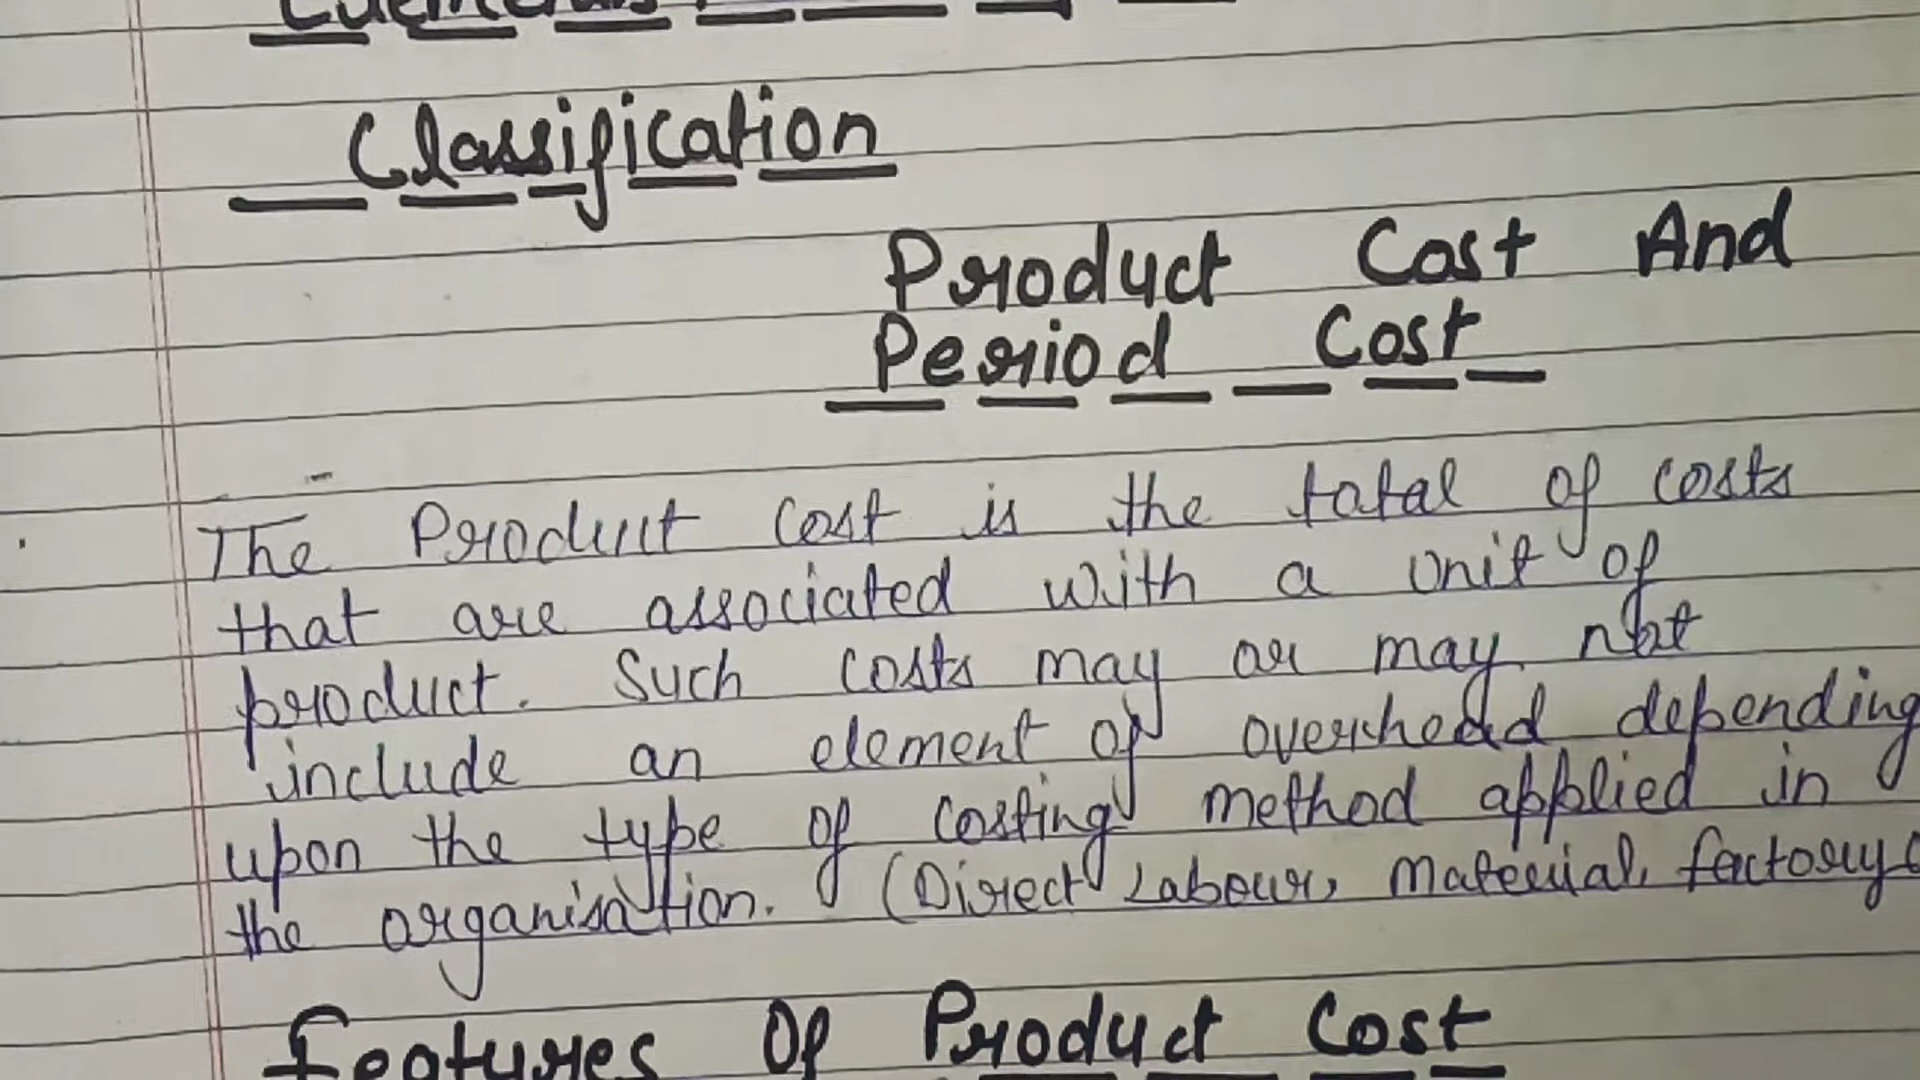 Classification
Product Cost And
Period Cost
The Product cost is the total of costs
that are associated with a unit of
product. Such costs may or may not
include an element of overhead depending
upon the type of costing method applied in
the organisation. (Direct Labour, Material, factory
Features Of Product Cost